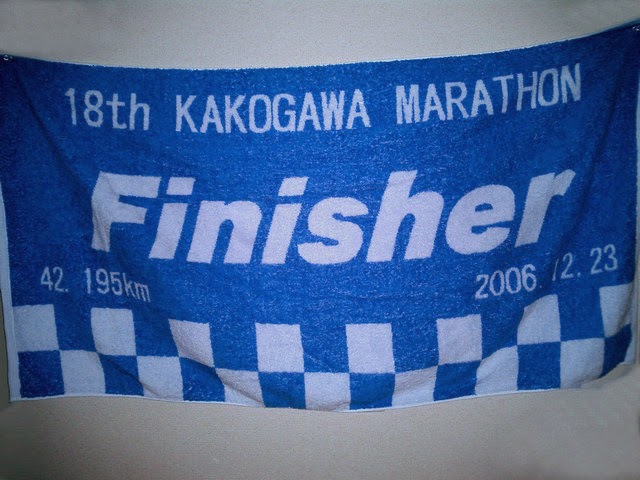 18th KAKOGAWA MARATHON
Finisher
42.195km
2006.12.23